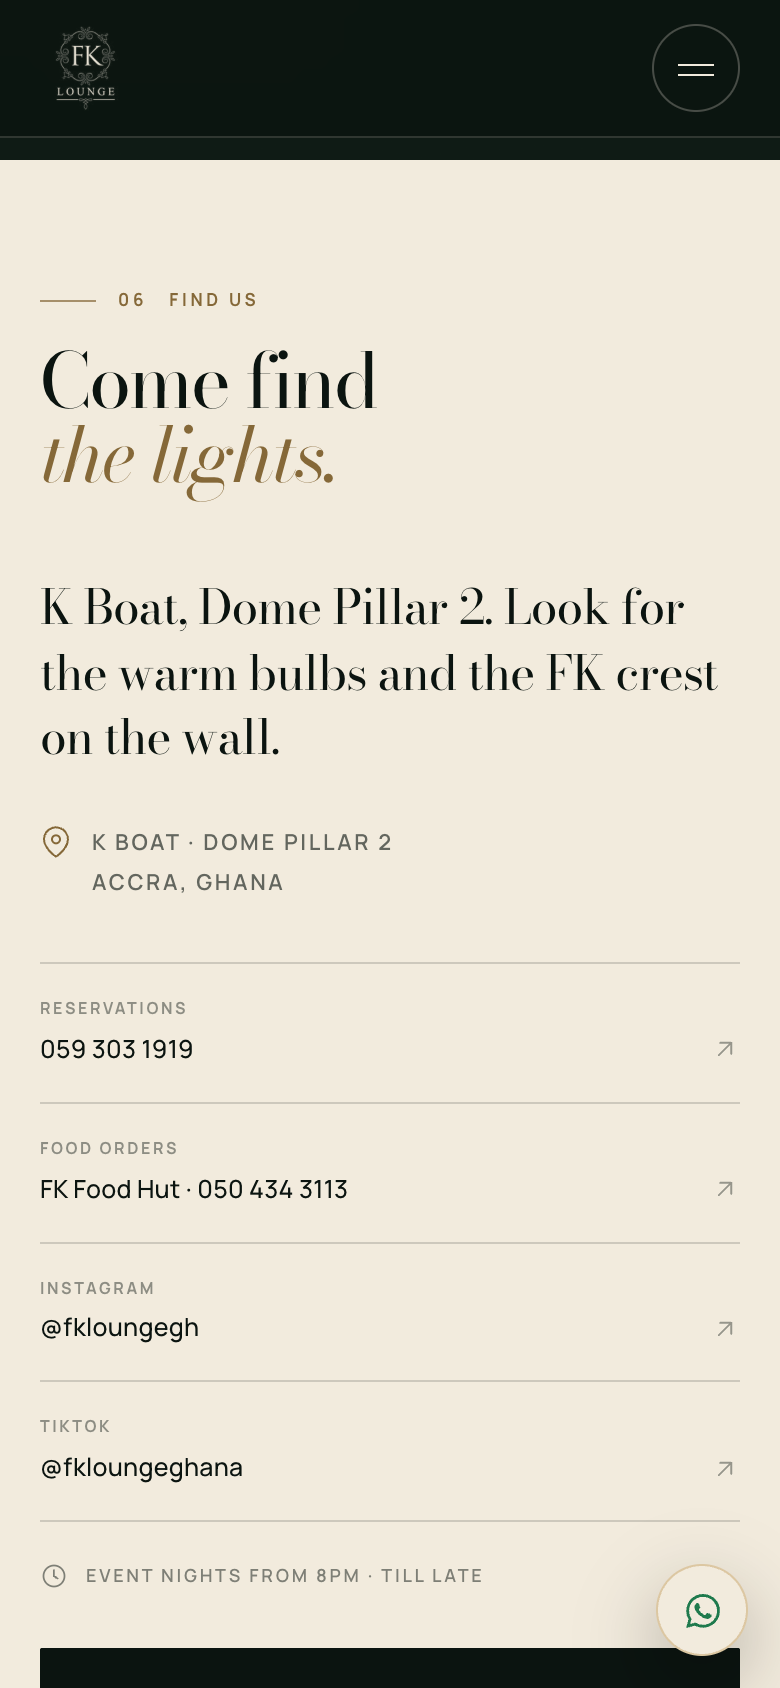 FK
LOUNGE
06 FIND US
Come find
the lights.
K Boat, Dome Pillar 2. Look for
the warm bulbs and the FK crest
on the wall.
K BOAT · DOME PILLAR 2
ACCRA, GHANA
RESERVATIONS
059 303 1919
FOOD ORDERS
FK Food Hut · 050 434 3113
INSTAGRAM
@fkloungegh
TIKTOK
@fkloungeghana
EVENT NIGHTS FROM 8PM · TILL LATE